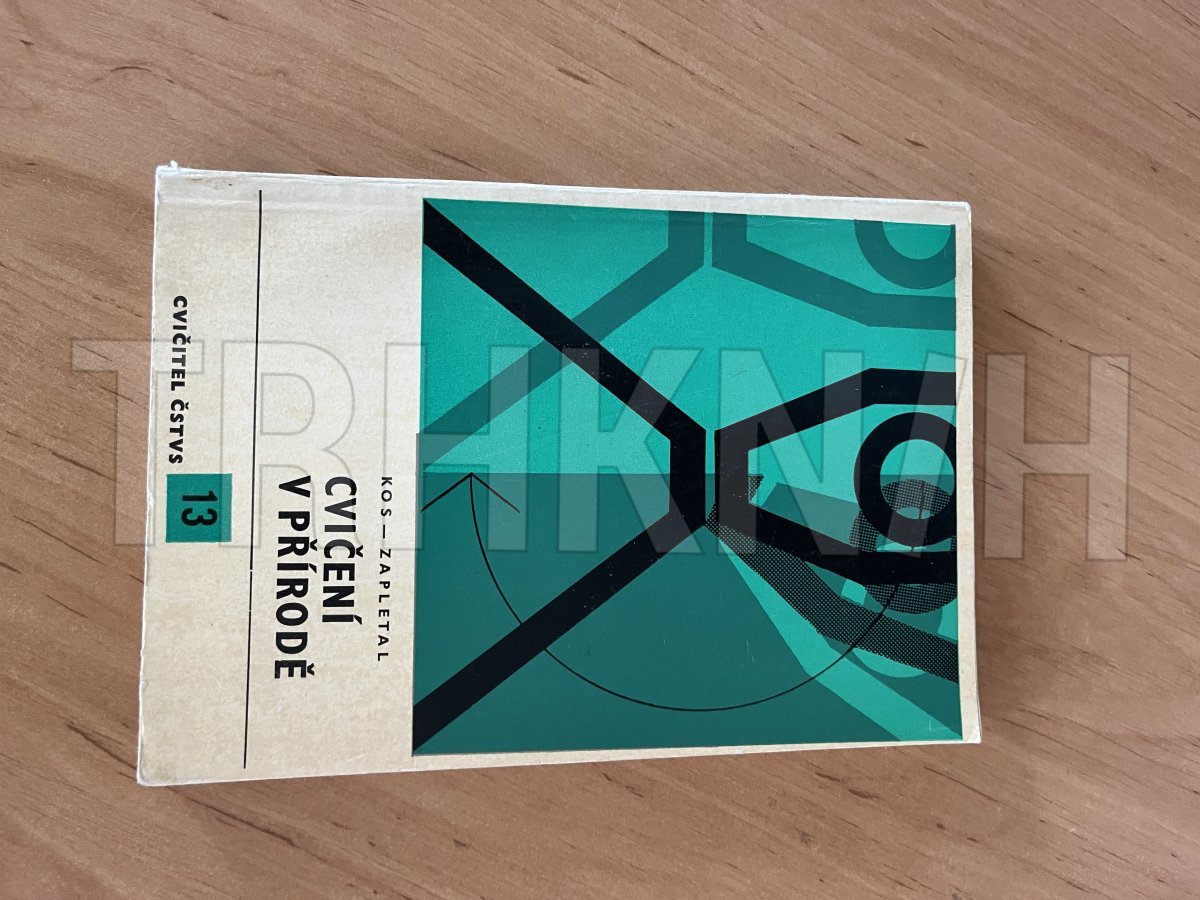 KOS — ZAPLETAL
CVIČENÍ
V PŘÍRODĚ
CVIČITEL ČSTVS 13
TRHKNIH